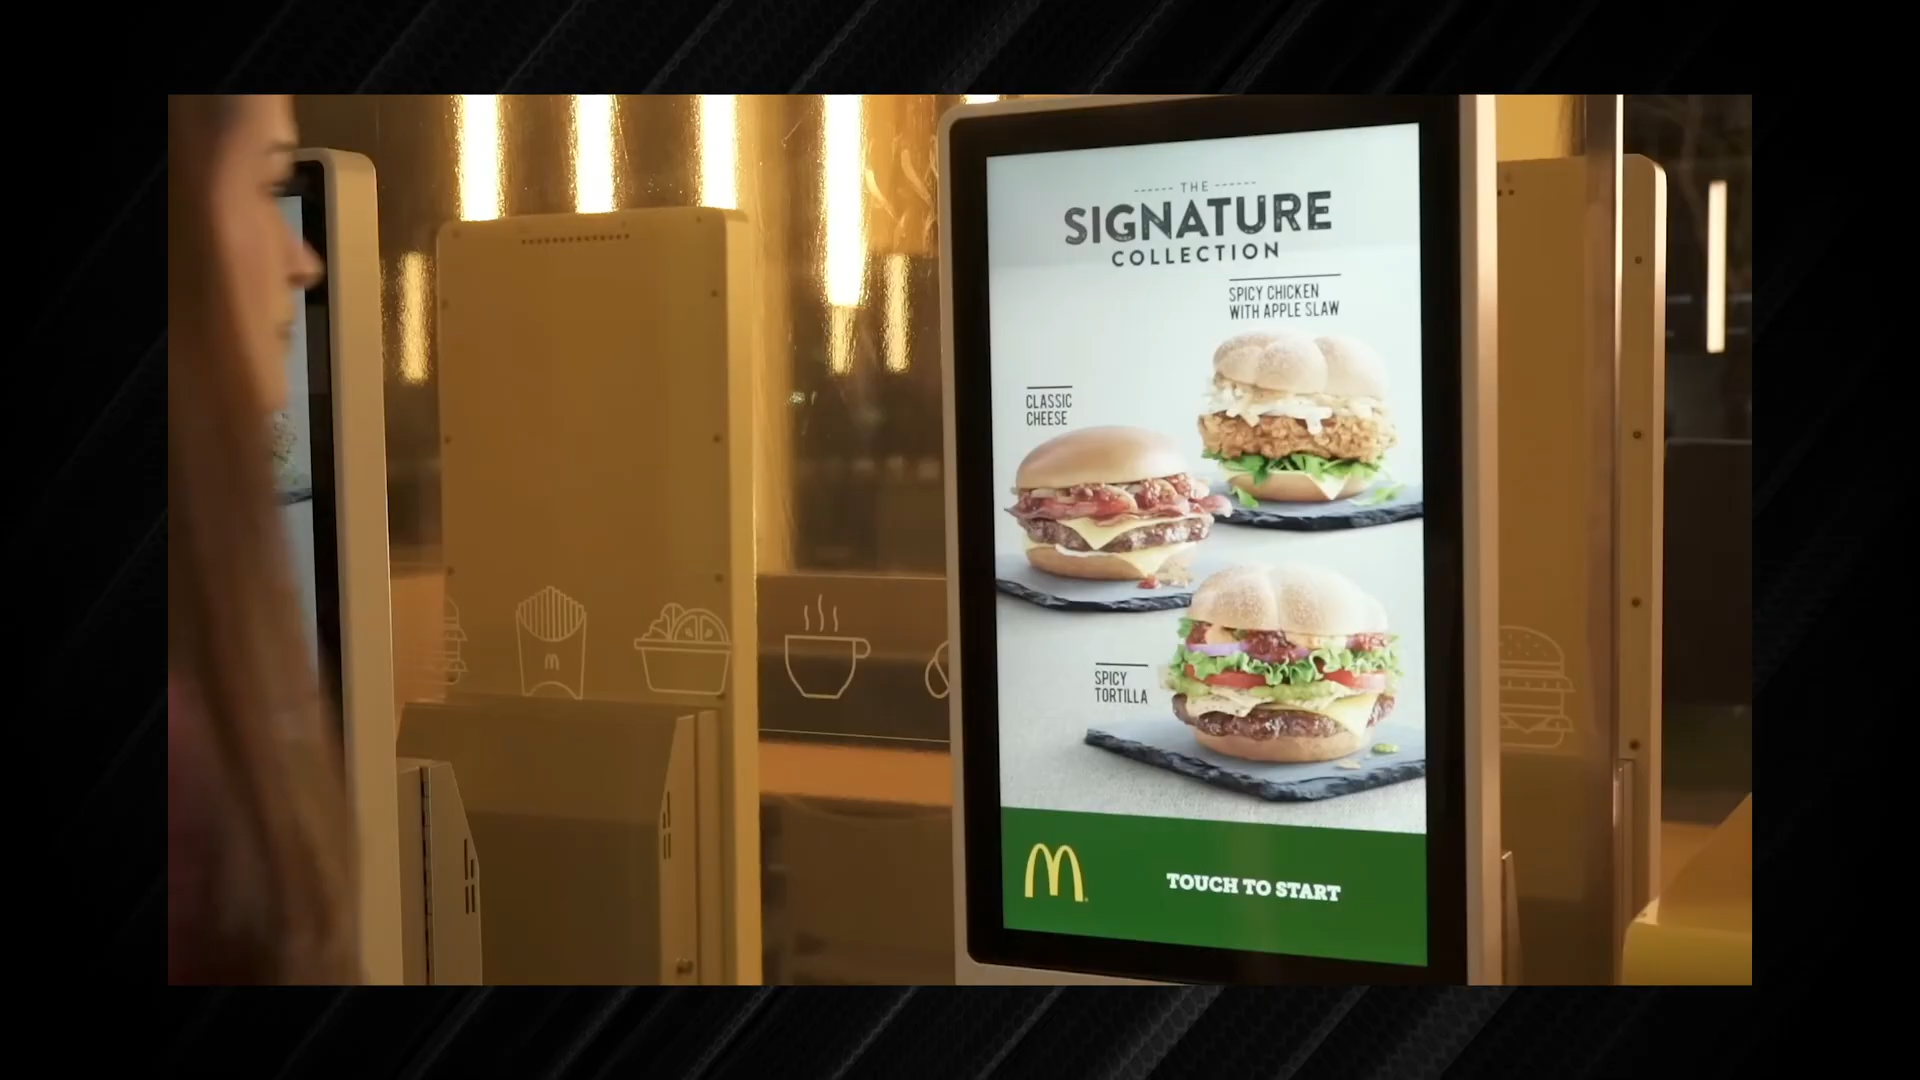 THE
SIGNATURE
COLLECTION
SPICY CHICKEN
WITH APPLE SLAW
CLASSIC
CHEESE
SPICY
TORTILLA
TOUCH TO START